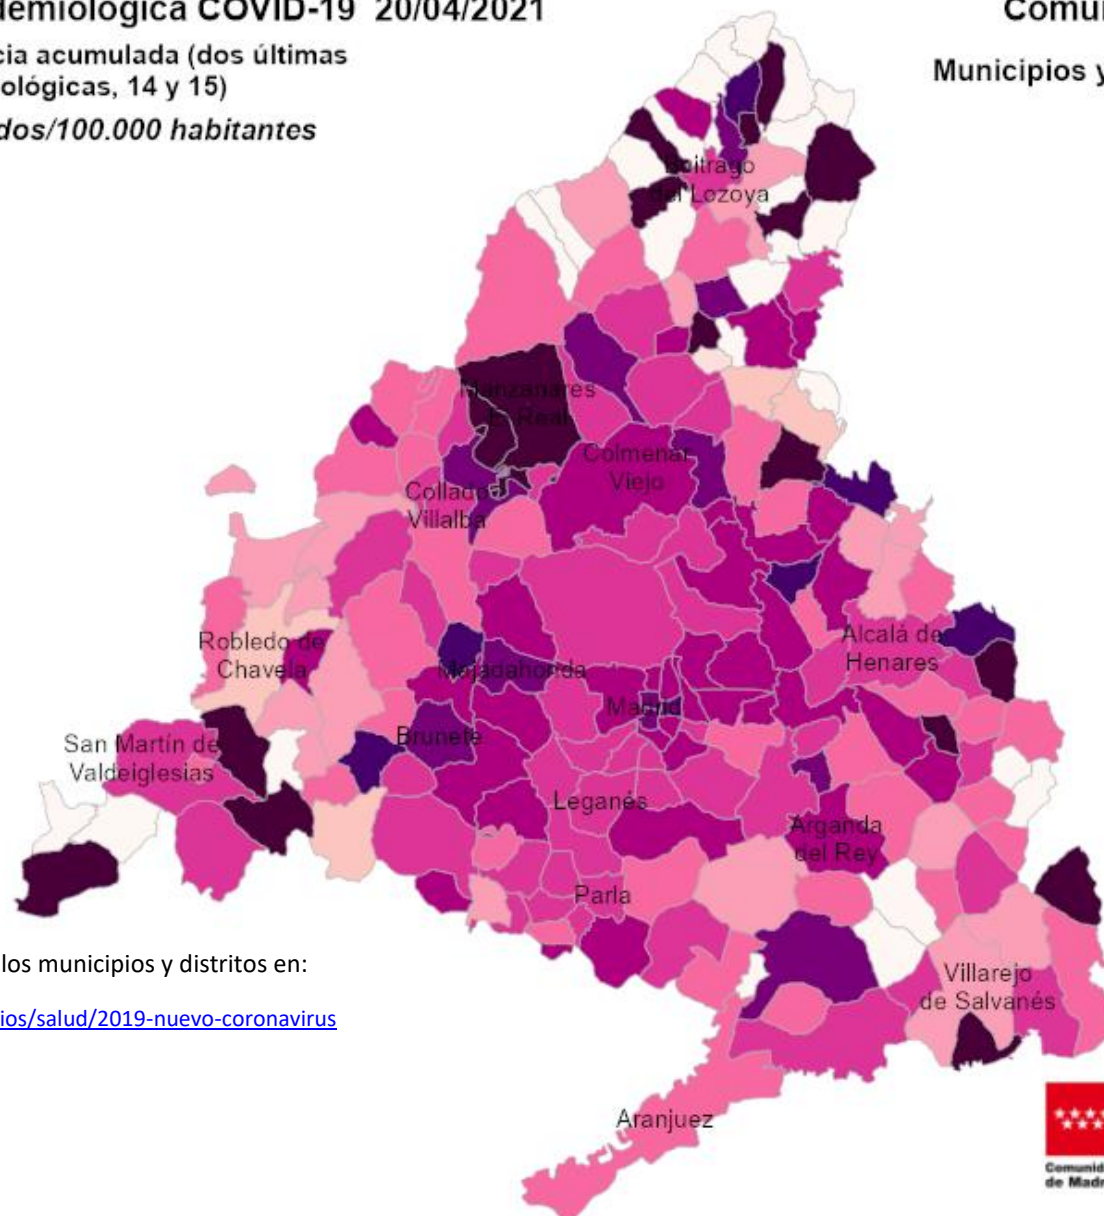 demiológica COVID-19 20/04/2021
Comu
cia acumulada (dos últimas
ológicas, 14 y 15)
Municipios y
dos/100.000 habitantes
Buitrago
del Lozoya
Manzanares
El Real
Colmenar
Viejo
Collado
Villalba
Robledo de
Chavela
Majadahonda
Alcalá de
Henares
Madrid
San Martín de
Valdeiglesias
Brunete
Leganés
Arganda
del Rey
Parla
los municipios y distritos en:
Villarejo
de Salvanés
ios/salud/2019-nuevo-coronavirus
Aranjuez
Comunid
de Madr